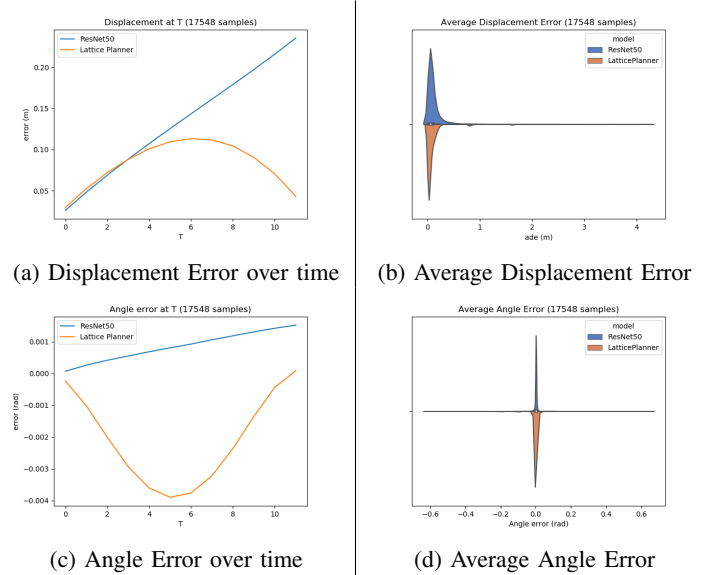 Displacement at T (17548 samples)
ResNet50
Lattice Planner
error (m)
0.20
0.15
0.10
0.05
0 2 4 6 8 10
T
(a) Displacement Error over time
Average Displacement Error (17548 samples)
model
ResNet50
LatticePlanner
0 1 2 3 4
ade (m)
(b) Average Displacement Error
Angle error at T (17548 samples)
ResNet50
Lattice Planner
error (rad)
0.001
0.000
−0.001
−0.002
−0.003
−0.004
0 2 4 6 8 10
T
(c) Angle Error over time
Average Angle Error (17548 samples)
model
ResNet50
LatticePlanner
−0.6 −0.4 −0.2 0.0 0.2 0.4 0.6
Angle error (rad)
(d) Average Angle Error